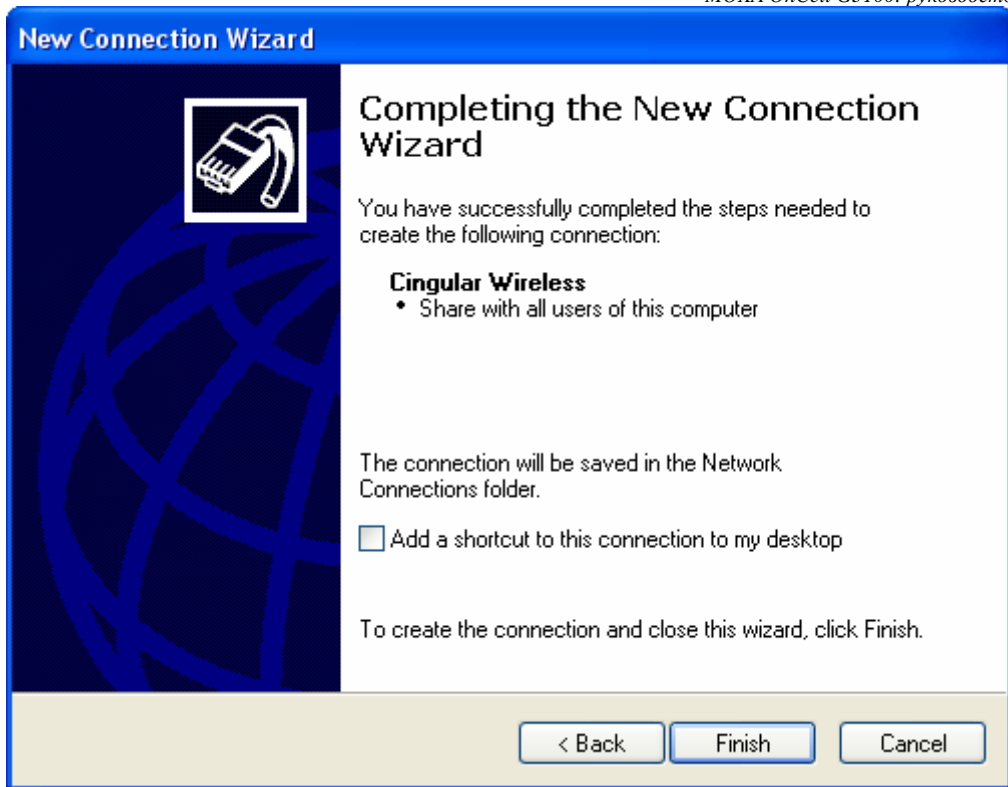 New Connection Wizard
Completing the New Connection
Wizard
You have successfully completed the steps needed to
create the following connection:
Cingular Wireless
• Share with all users of this computer
The connection will be saved in the Network
Connections folder.
Add a shortcut to this connection to my desktop
To create the connection and close this wizard, click Finish.
< Back
Finish
Cancel